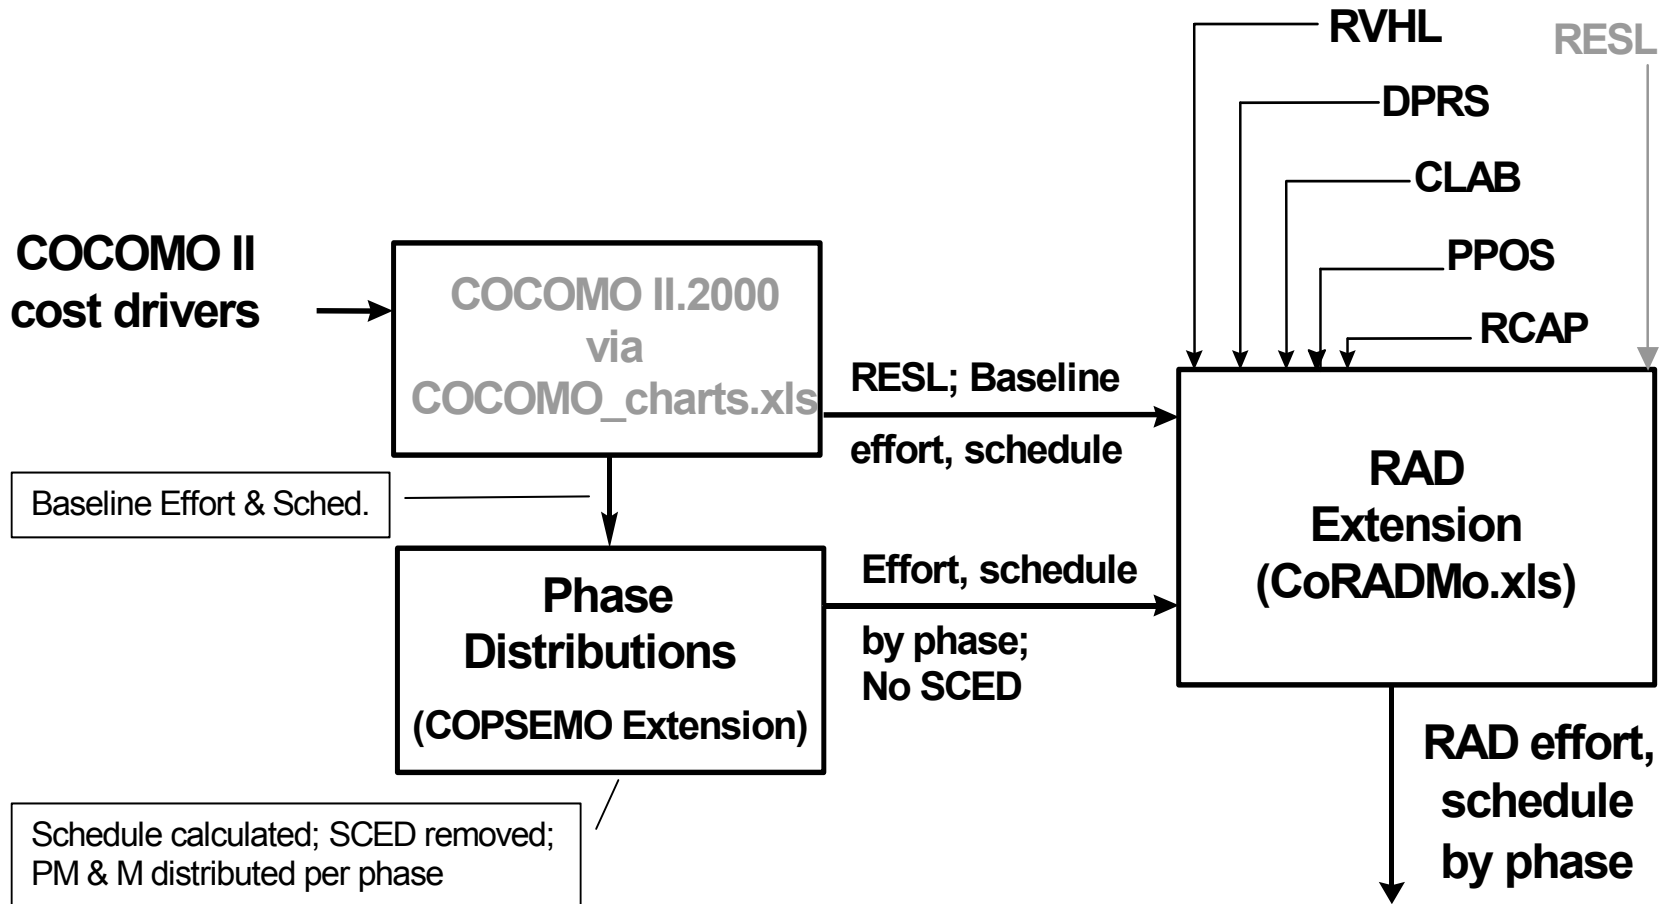 RVHL
RESL
DPRS
CLAB
PPOS
RCAP
COCOMO II
cost drivers
COCOMO II.2000
via
COCOMO_charts.xls
RESL; Baseline
effort, schedule
Baseline Effort & Sched.
Phase
Distributions
(COPSEMO Extension)
Effort, schedule
by phase;
No SCED
RAD
Extension
(CoRADMo.xls)
Schedule calculated; SCED removed;
PM & M distributed per phase
RAD effort,
schedule
by phase